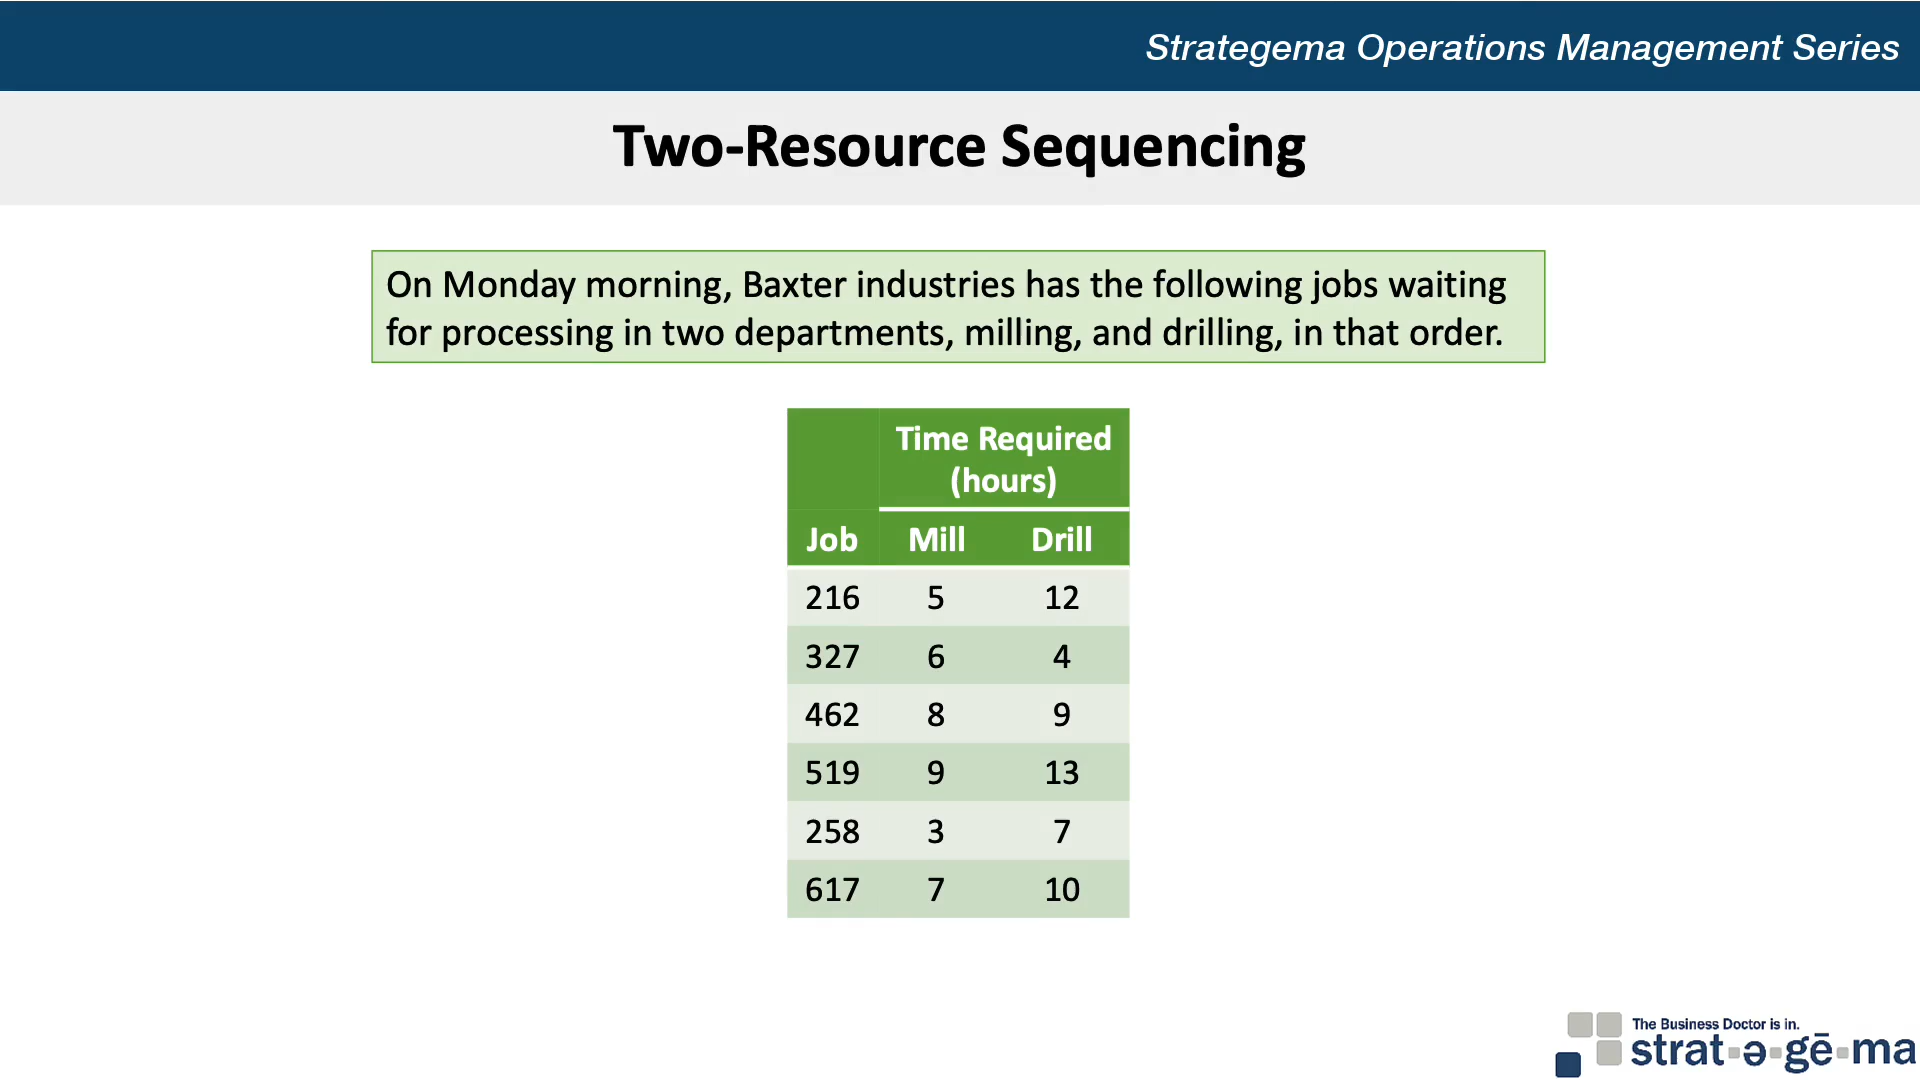 Strategema Operations Management Series
Two-Resource Sequencing
On Monday morning, Baxter industries has the following jobs waiting
for processing in two departments, milling, and drilling, in that order.
Time Required
(hours)
Job Mill Drill
216 5 12
327 6 4
462 8 9
519 9 13
258 3 7
617 7 10
The Business Doctor is in.
strat▪ə▪gē▪ma